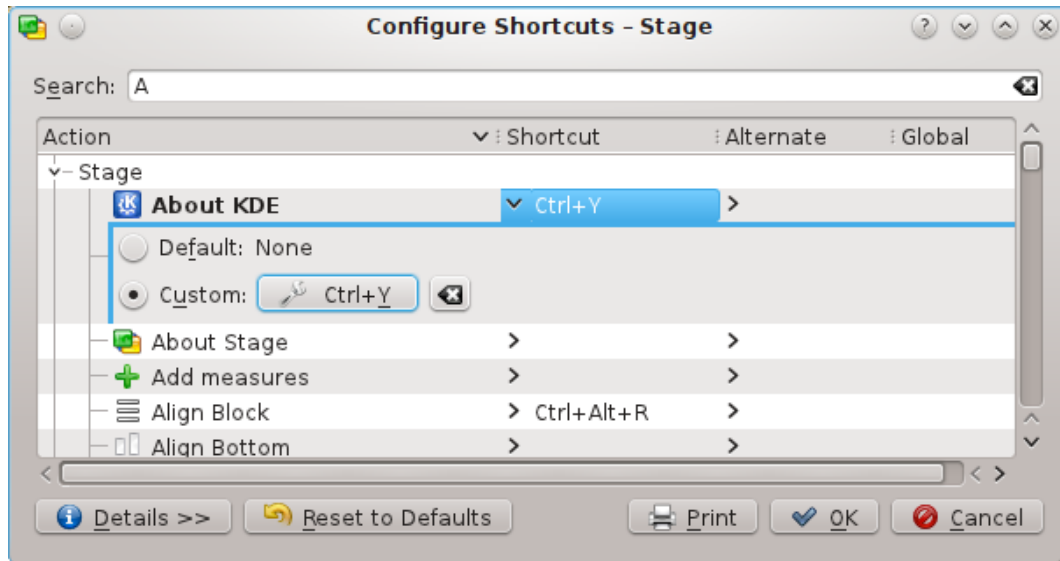 Configure Shortcuts – Stage
Search: A
Action Shortcut Alternate Global
Stage
About KDE Ctrl+Y
Default: None
Custom: Ctrl+Y
About Stage
Add measures
Align Block Ctrl+Alt+R
Align Bottom
Details >> Reset to Defaults Print OK Cancel